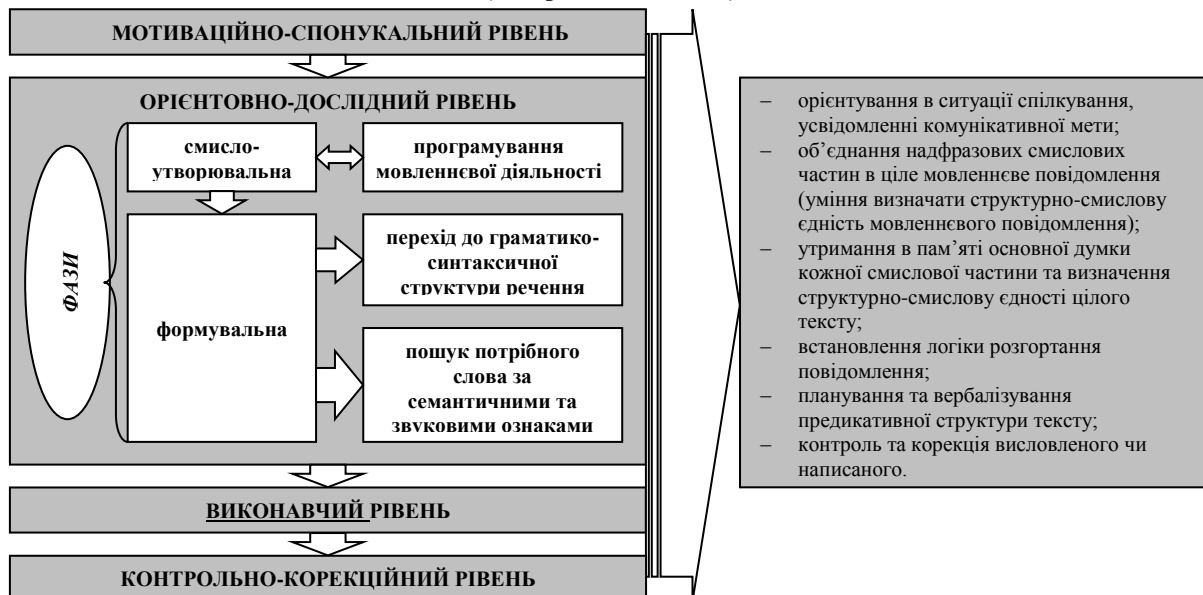 МОТИВАЦІЙНО-СПОНУКАЛЬНИЙ РІВЕНЬ
ОРІЄНТОВНО-ДОСЛІДНИЙ РІВЕНЬ
ФАЗИ
смисло-
утворювальна
програмування
мовленнєвої діяльності
формувальна
перехід до граматико-
синтаксичної
структури речення
пошук потрібного
слова за
семантичними та
звуковими ознаками
ВИКОНАВЧИЙ РІВЕНЬ
КОНТРОЛЬНО-КОРЕКЦІЙНИЙ РІВЕНЬ
– орієнтування в ситуації спілкування,
усвідомленні комунікативної мети;
– об’єднання надфразових смислових
частин в ціле мовленнєве повідомлення
(уміння визначати структурно-смислову
єдність мовленнєвого повідомлення);
– утримання в пам’яті основної думки
кожної смислової частини та визначення
структурно-смислову єдності цілого
тексту;
– встановлення логіки розгортання
повідомлення;
– планування та вербалізування
предикативної структури тексту;
– контроль та корекція висловленого чи
написаного.